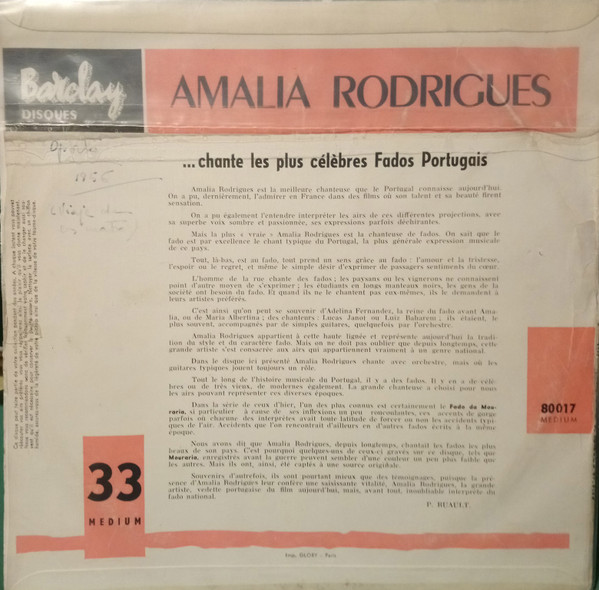 Barclay
DISQUES
AMALIA RODRIGUES
1956
...chante les plus célèbres Fados Portugais
Amalia Rodrigues est la meilleure chanteuse que le Portugal connaisse aujourd'hui.
On a pu, dernièrement, l'admirer en France dans des films où son talent et sa beauté firent
sensation.
On a pu également l'entendre interpréter les airs de ces différentes projections, avec
sa superbe voix sombre et passionnée, ses expressions parfois déchirantes.
Mais la plus « vraie » Amalia Rodrigues est la chanteuse de fados. On sait que le
fado est par excellence le chant typique du Portugal, la plus générale expression musicale
de ce pays.
Tout, là-bas, est au fado, tout prend un sens grâce au fado : l'amour et la tristesse,
l'espoir ou le regret, et même le simple désir d'exprimer de passagers sentiments du cœur.
L'homme de la rue chante des fados ; les paysans ou les vignerons ne connaissent
point d'autre moyen de s'exprimer ; les étudiants en longs manteaux noirs, les gens de la
société ont besoin du fado. Et quand ils ne le chantent pas eux-mêmes, ils le demandent à
leurs artistes préférés.
C'est ainsi qu'on peut se souvenir d'Adelina Fernandez, la reine du fado avant Ama-
lia, ou de Maria Albertina ; des chanteurs : Lucas Janot ou Luiz Baharem ; ils étaient, le
plus souvent, accompagnés par de simples guitares, quelquefois par l'orchestre.
Amalia Rodrigues appartient à cette haute lignée et représente aujourd'hui la tradi-
tion du style et du caractère fado. Mais on ne doit pas oublier que depuis longtemps, cette
grande artiste s'est consacrée aux airs qui appartiennent vraiment à un genre national.
Dans le disque ici présenté Amalia Rodrigues chante avec orchestre, mais où les
guitares typiques jouent toujours un rôle.
Tout le long de l'histoire musicale du Portugal, il y a des fados. Il y en a de célè-
bres ou de très vieux, de modernes également. La grande chanteuse a choisi pour nous
les airs pouvant représenter ces diverses époques.
Dans la série de ceux d'hier, l'un des plus connus est certainement le Fado da Mou-
raria, si particulier à cause de ses inflexions un peu roucoulantes, ces accents de gorge
parfois où chacune des interprètes avait toute latitude de forcer ou non les accidents typi-
ques de l'air. Accidents que l'on rencontrait d'ailleurs en d'autres fados écrits à la même
époque.
Nous avons dit que Amalia Rodrigues, depuis longtemps, chantait les fados les plus
beaux de son pays. C'est pourquoi quelques-uns de ceux-ci gravés sur ce disque, tels que
Mouraria, enregistrés avant la guerre peuvent sembler d'une couleur un peu plus faible que
les autres. Mais ils ont, ainsi, été captés à une source originale.
Souvenirs d'autrefois, ils sont pourtant mieux que des témoignages, puisque la pré-
sence d'Amalia Rodrigues leur confère une saisissante vitalité. Amalia Rodrigues, la grande
artiste, vedette portugaise du film aujourd'hui, mais, avant tout, inoubliable interprète du
fado national.
P. RUAULT.
80017
MEDIUM
33
MEDIUM
Imp. GLORY - Paris